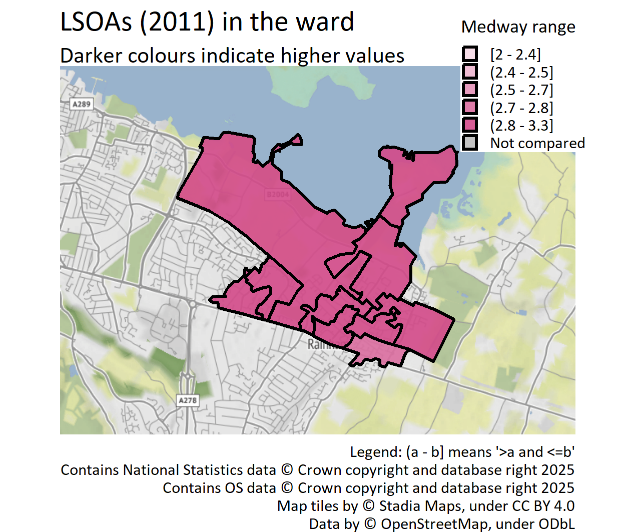 LSOAs (2011) in the ward
Darker colours indicate higher values
Medway range
[2 - 2.4]
(2.4 - 2.5]
(2.5 - 2.7]
(2.7 - 2.8]
(2.8 - 3.3]
Not compared
A289
A278
Legend: (a - b] means '>a and <=b'
Contains National Statistics data © Crown copyright and database right 2025
Contains OS data © Crown copyright and database right 2025
Map tiles by © Stadia Maps, under CC BY 4.0
Data by © OpenStreetMap, under ODbL